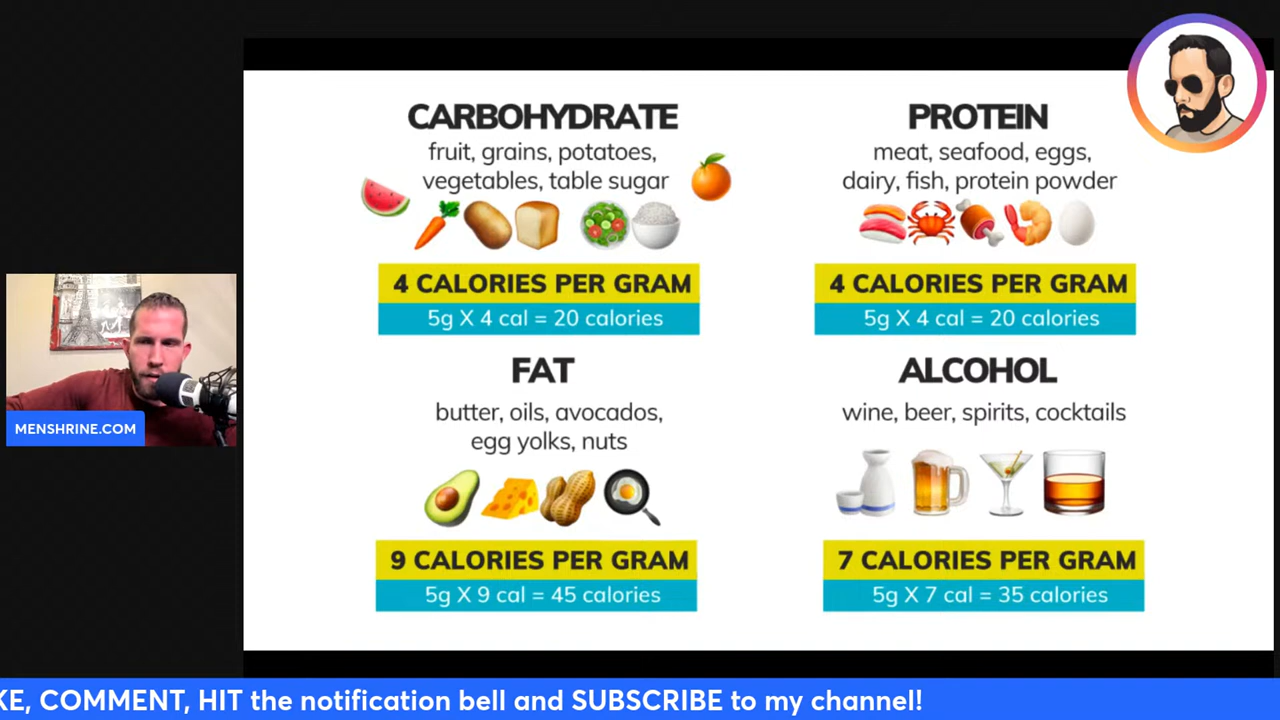 CARBOHYDRATE
fruit, grains, potatoes,
vegetables, table sugar
4 CALORIES PER GRAM
5g X 4 cal = 20 calories
PROTEIN
meat, seafood, eggs,
dairy, fish, protein powder
4 CALORIES PER GRAM
5g X 4 cal = 20 calories
FAT
butter, oils, avocados,
egg yolks, nuts
9 CALORIES PER GRAM
5g X 9 cal = 45 calories
ALCOHOL
wine, beer, spirits, cocktails
7 CALORIES PER GRAM
5g X 7 cal = 35 calories
MENSHRINE.COM
KE, COMMENT, HIT the notification bell and SUBSCRIBE to my channel!